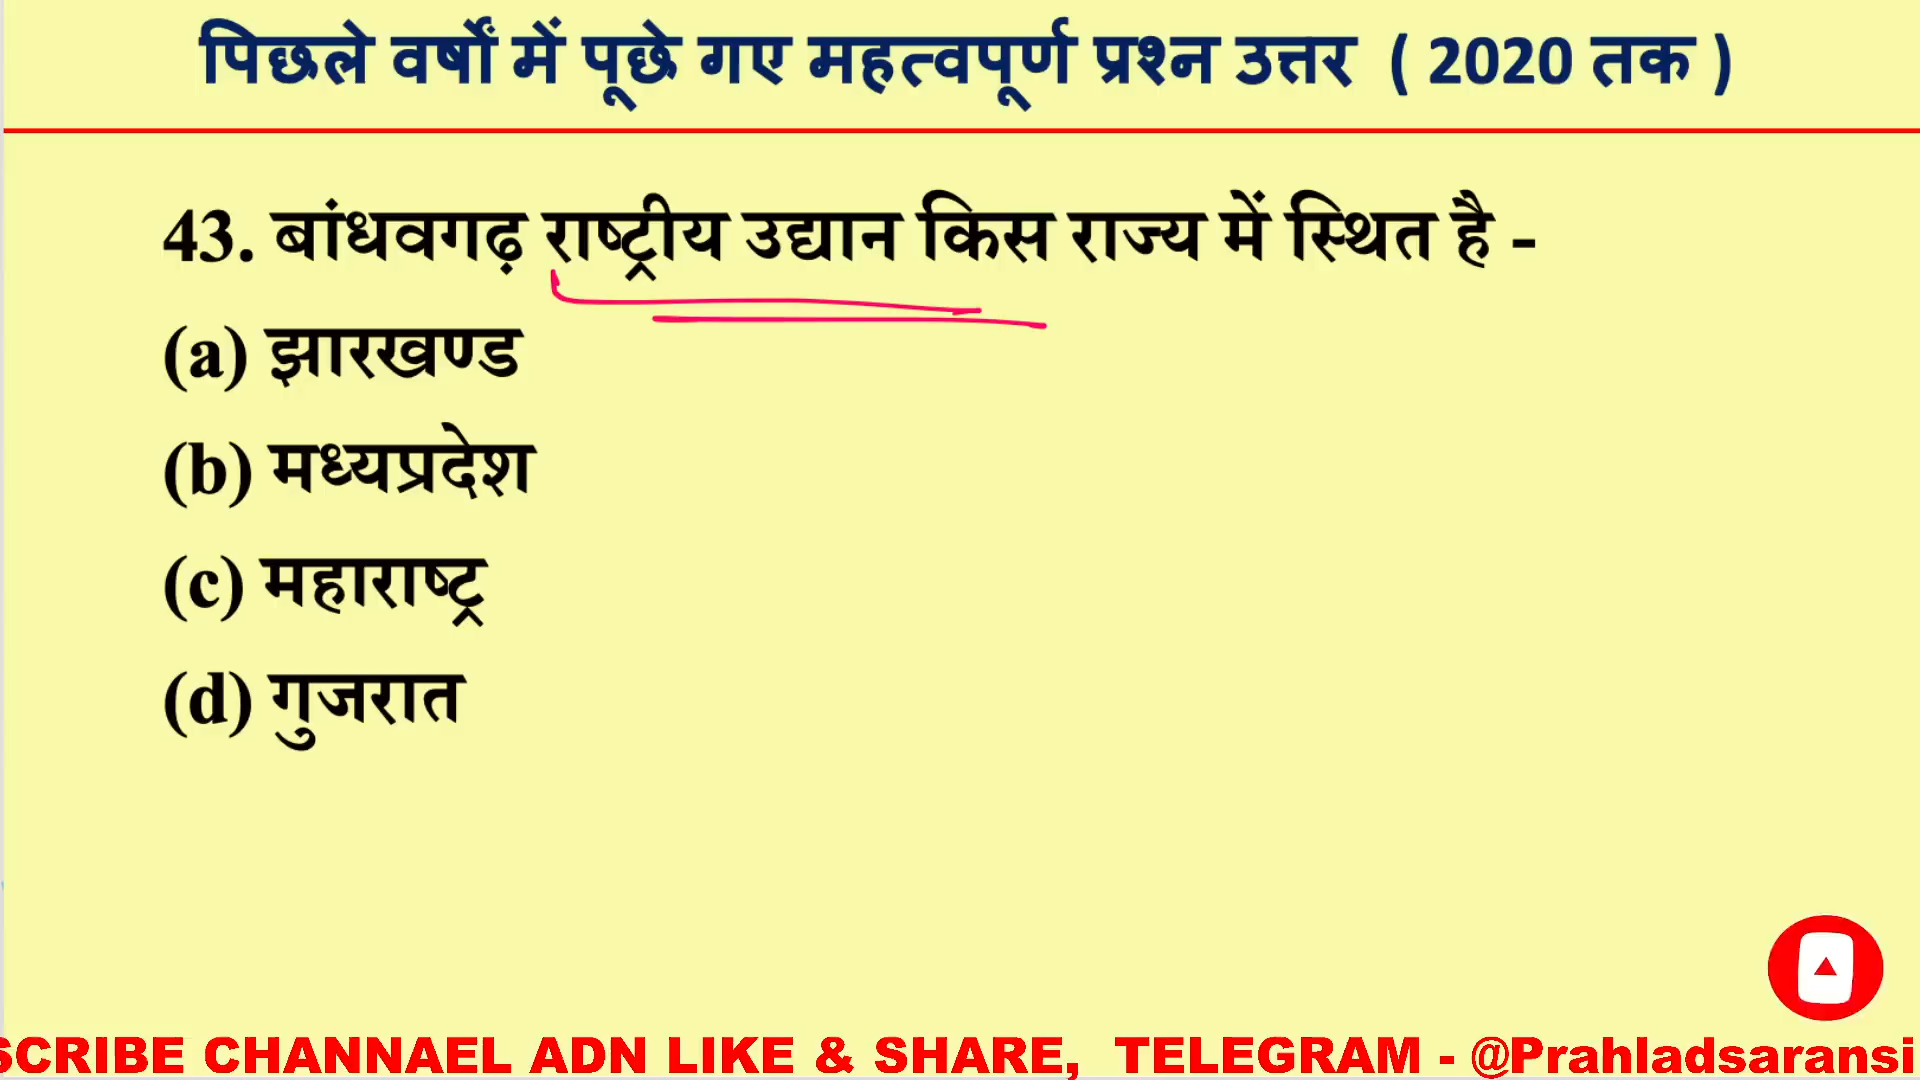 पिछले वर्षों में पूछे गए महत्वपूर्ण प्रश्न उत्तर ( 2020 तक )
43. बांधवगढ़ राष्ट्रीय उद्यान किस राज्य में स्थित है -
(a) झारखण्ड
(b) मध्यप्रदेश
(c) महाराष्ट्र
(d) गुजरात
SCRIBE CHANNAEL ADN LIKE & SHARE, TELEGRAM - @Prahladsaransi